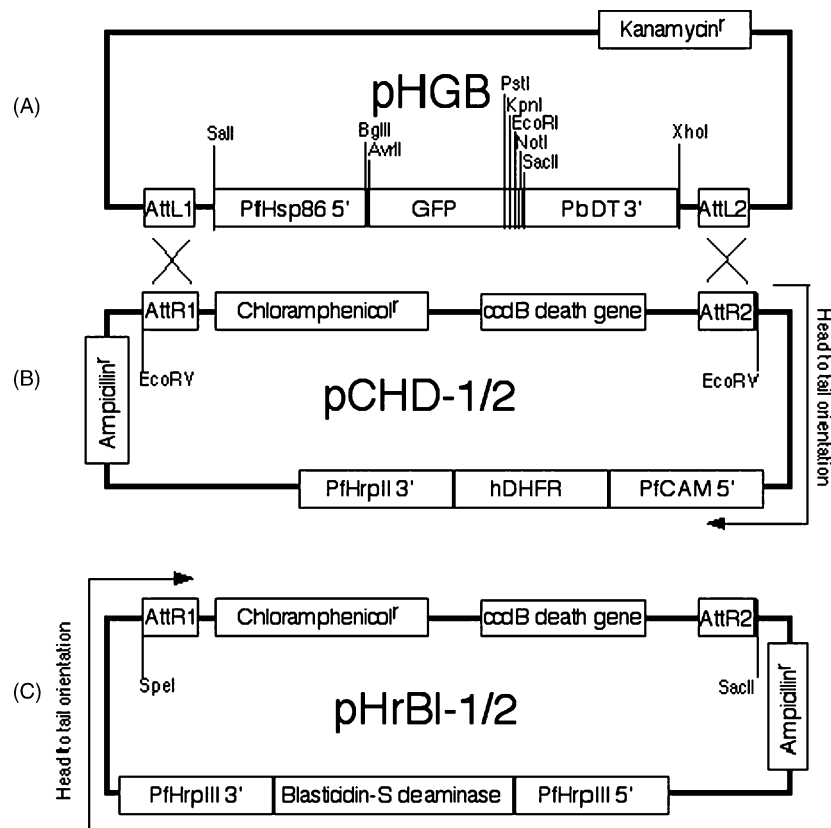 Kanamycinr
(A)
pHGB
PstI
KpnI
EcoRI
NotI
SacII
SalI
BglII
AvrII
XhoI
AttL1
PfHsp86 5'
GFP
PbDT 3'
AttL2
(B)
AttR1
Chloramphenicolr
ccdB death gene
AttR2
Ampicillinr
EcoRV
EcoRV
pCHD-1/2
Head to tail orientation
PfHrpII 3'
hDHFR
PfCAM 5'
(C)
Head to tail orientation
AttR1
Chloramphenicolr
ccdB death gene
AttR2
SpeI
SacII
Ampicillinr
pHrBl-1/2
PfHrpIII 3'
Blasticidin-S deaminase
PfHrpIII 5'